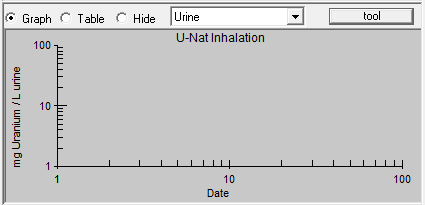 Graph Table Hide Urine tool
U-Nat Inhalation
mg Uranium / L urine
100
10
1
1 10 100
Date